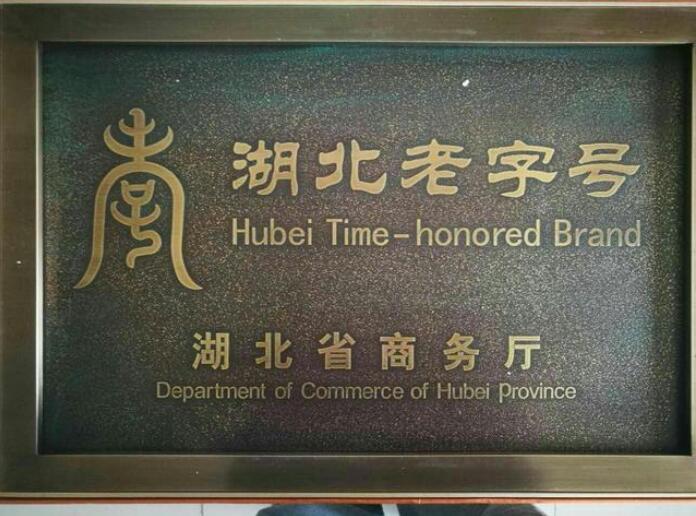 湖北老字号
Hubei Time-honored Brand
湖北省商务厅
Department of Commerce of Hubei province